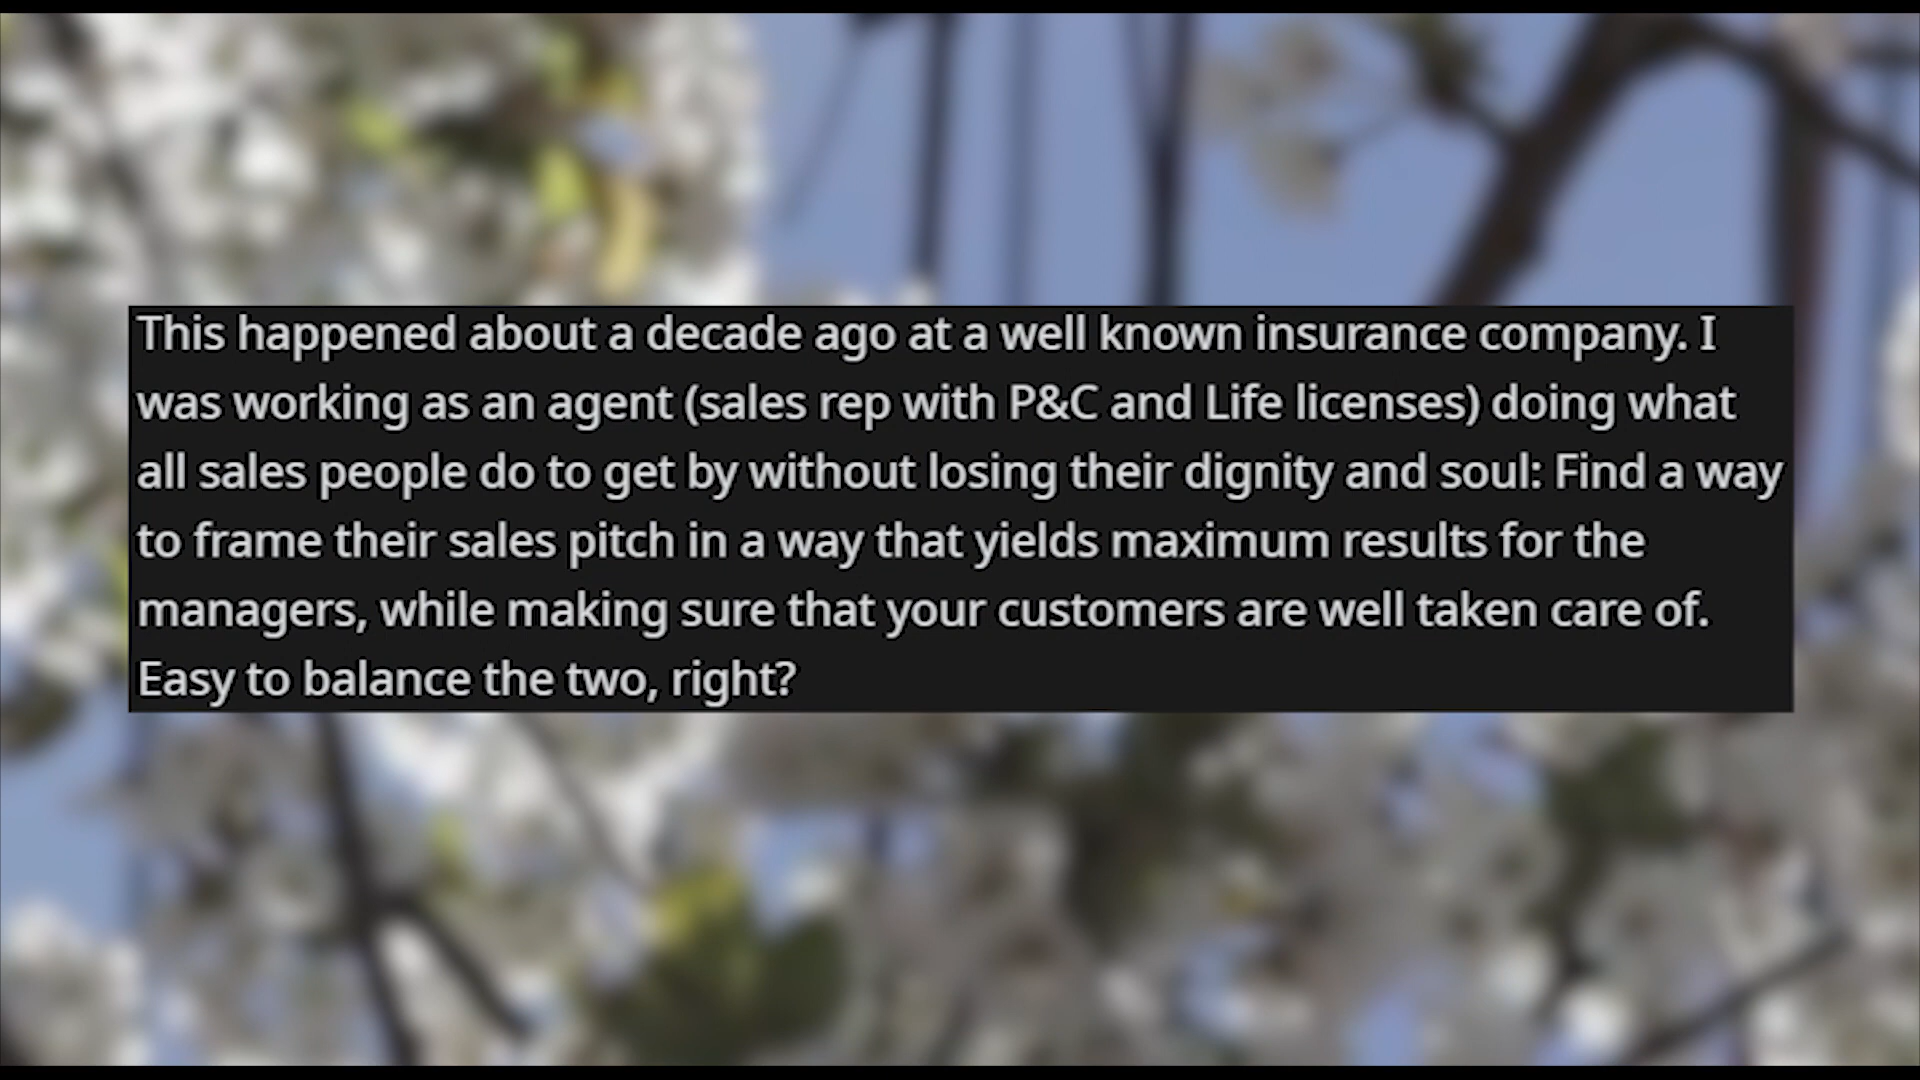 This happened about a decade ago at a well known insurance company. I
was working as an agent (sales rep with P&C and Life licenses) doing what
all sales people do to get by without losing their dignity and soul: Find a way
to frame their sales pitch in a way that yields maximum results for the
managers, while making sure that your customers are well taken care of.
Easy to balance the two, right?